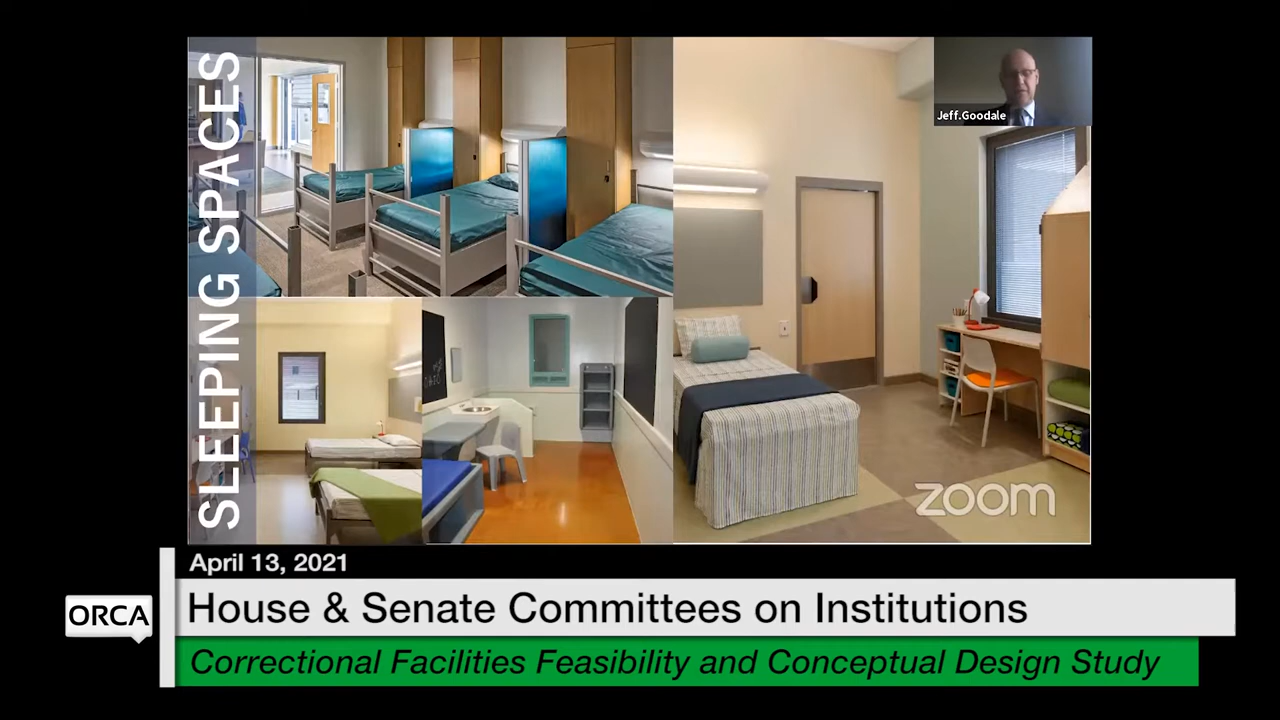 SLEEPING SPACES
Jeff.Goodale
zoom
April 13, 2021
ORCA
House & Senate Committees on Institutions
Correctional Facilities Feasibility and Conceptual Design Study